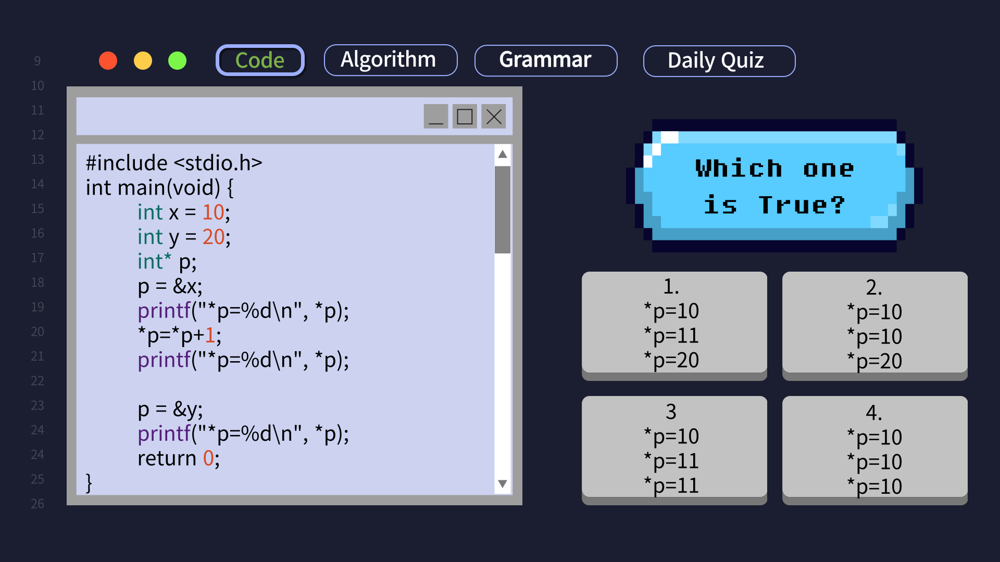 Code Algorithm Grammar Daily Quiz
9
10
11
12
13
14
15
16
17
18
19
20
21
22
23
24
24
25
26
#include <stdio.h>
int main(void) {
int x = 10;
int y = 20;
int* p;
p = &x;
printf("*p=%d\n", *p);
*p=*p+1;
printf("*p=%d\n", *p);
p = &y;
printf("*p=%d\n", *p);
return 0;
}
Which one
is True?
1.
*p=10
*p=11
*p=20
2.
*p=10
*p=10
*p=20
3
*p=10
*p=11
*p=11
4.
*p=10
*p=10
*p=10